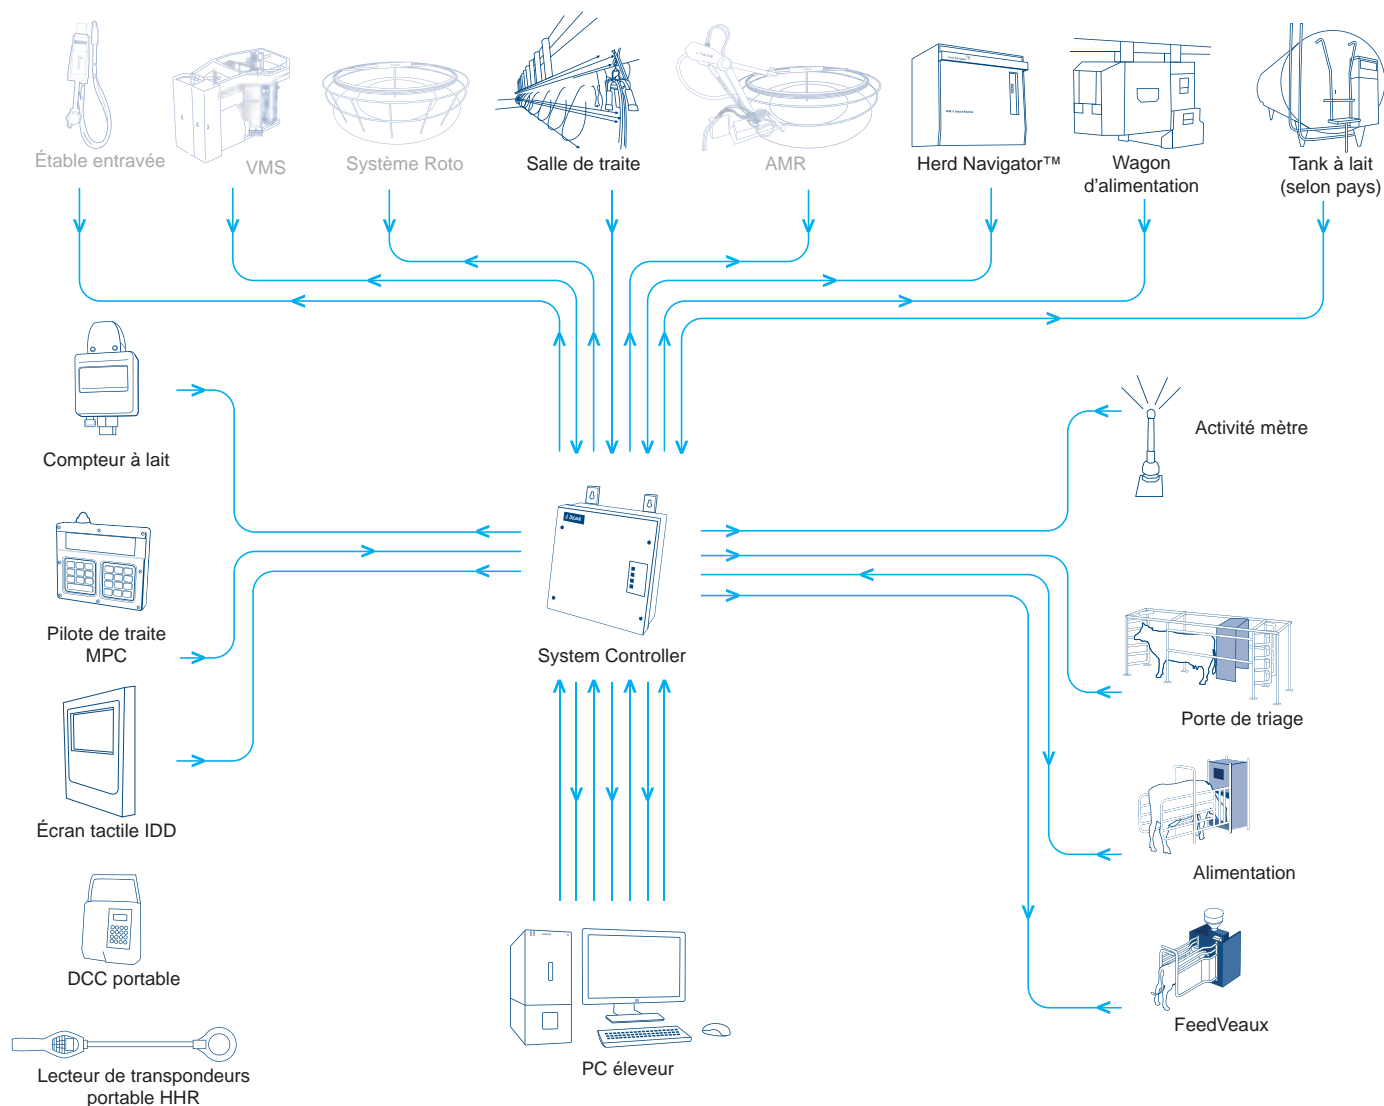 Étable entravée
VMS
Système Roto
Salle de traite
AMR
Herd Navigator™
Wagon
d'alimentation
Tank à lait
(selon pays)
Compteur à lait
Activité mètre
Pilote de traite
MPC
System Controller
Porte de triage
Écran tactile IDD
Alimentation
DCC portable
FeedVeaux
PC éleveur
Lecteur de transpondeurs
portable HHR